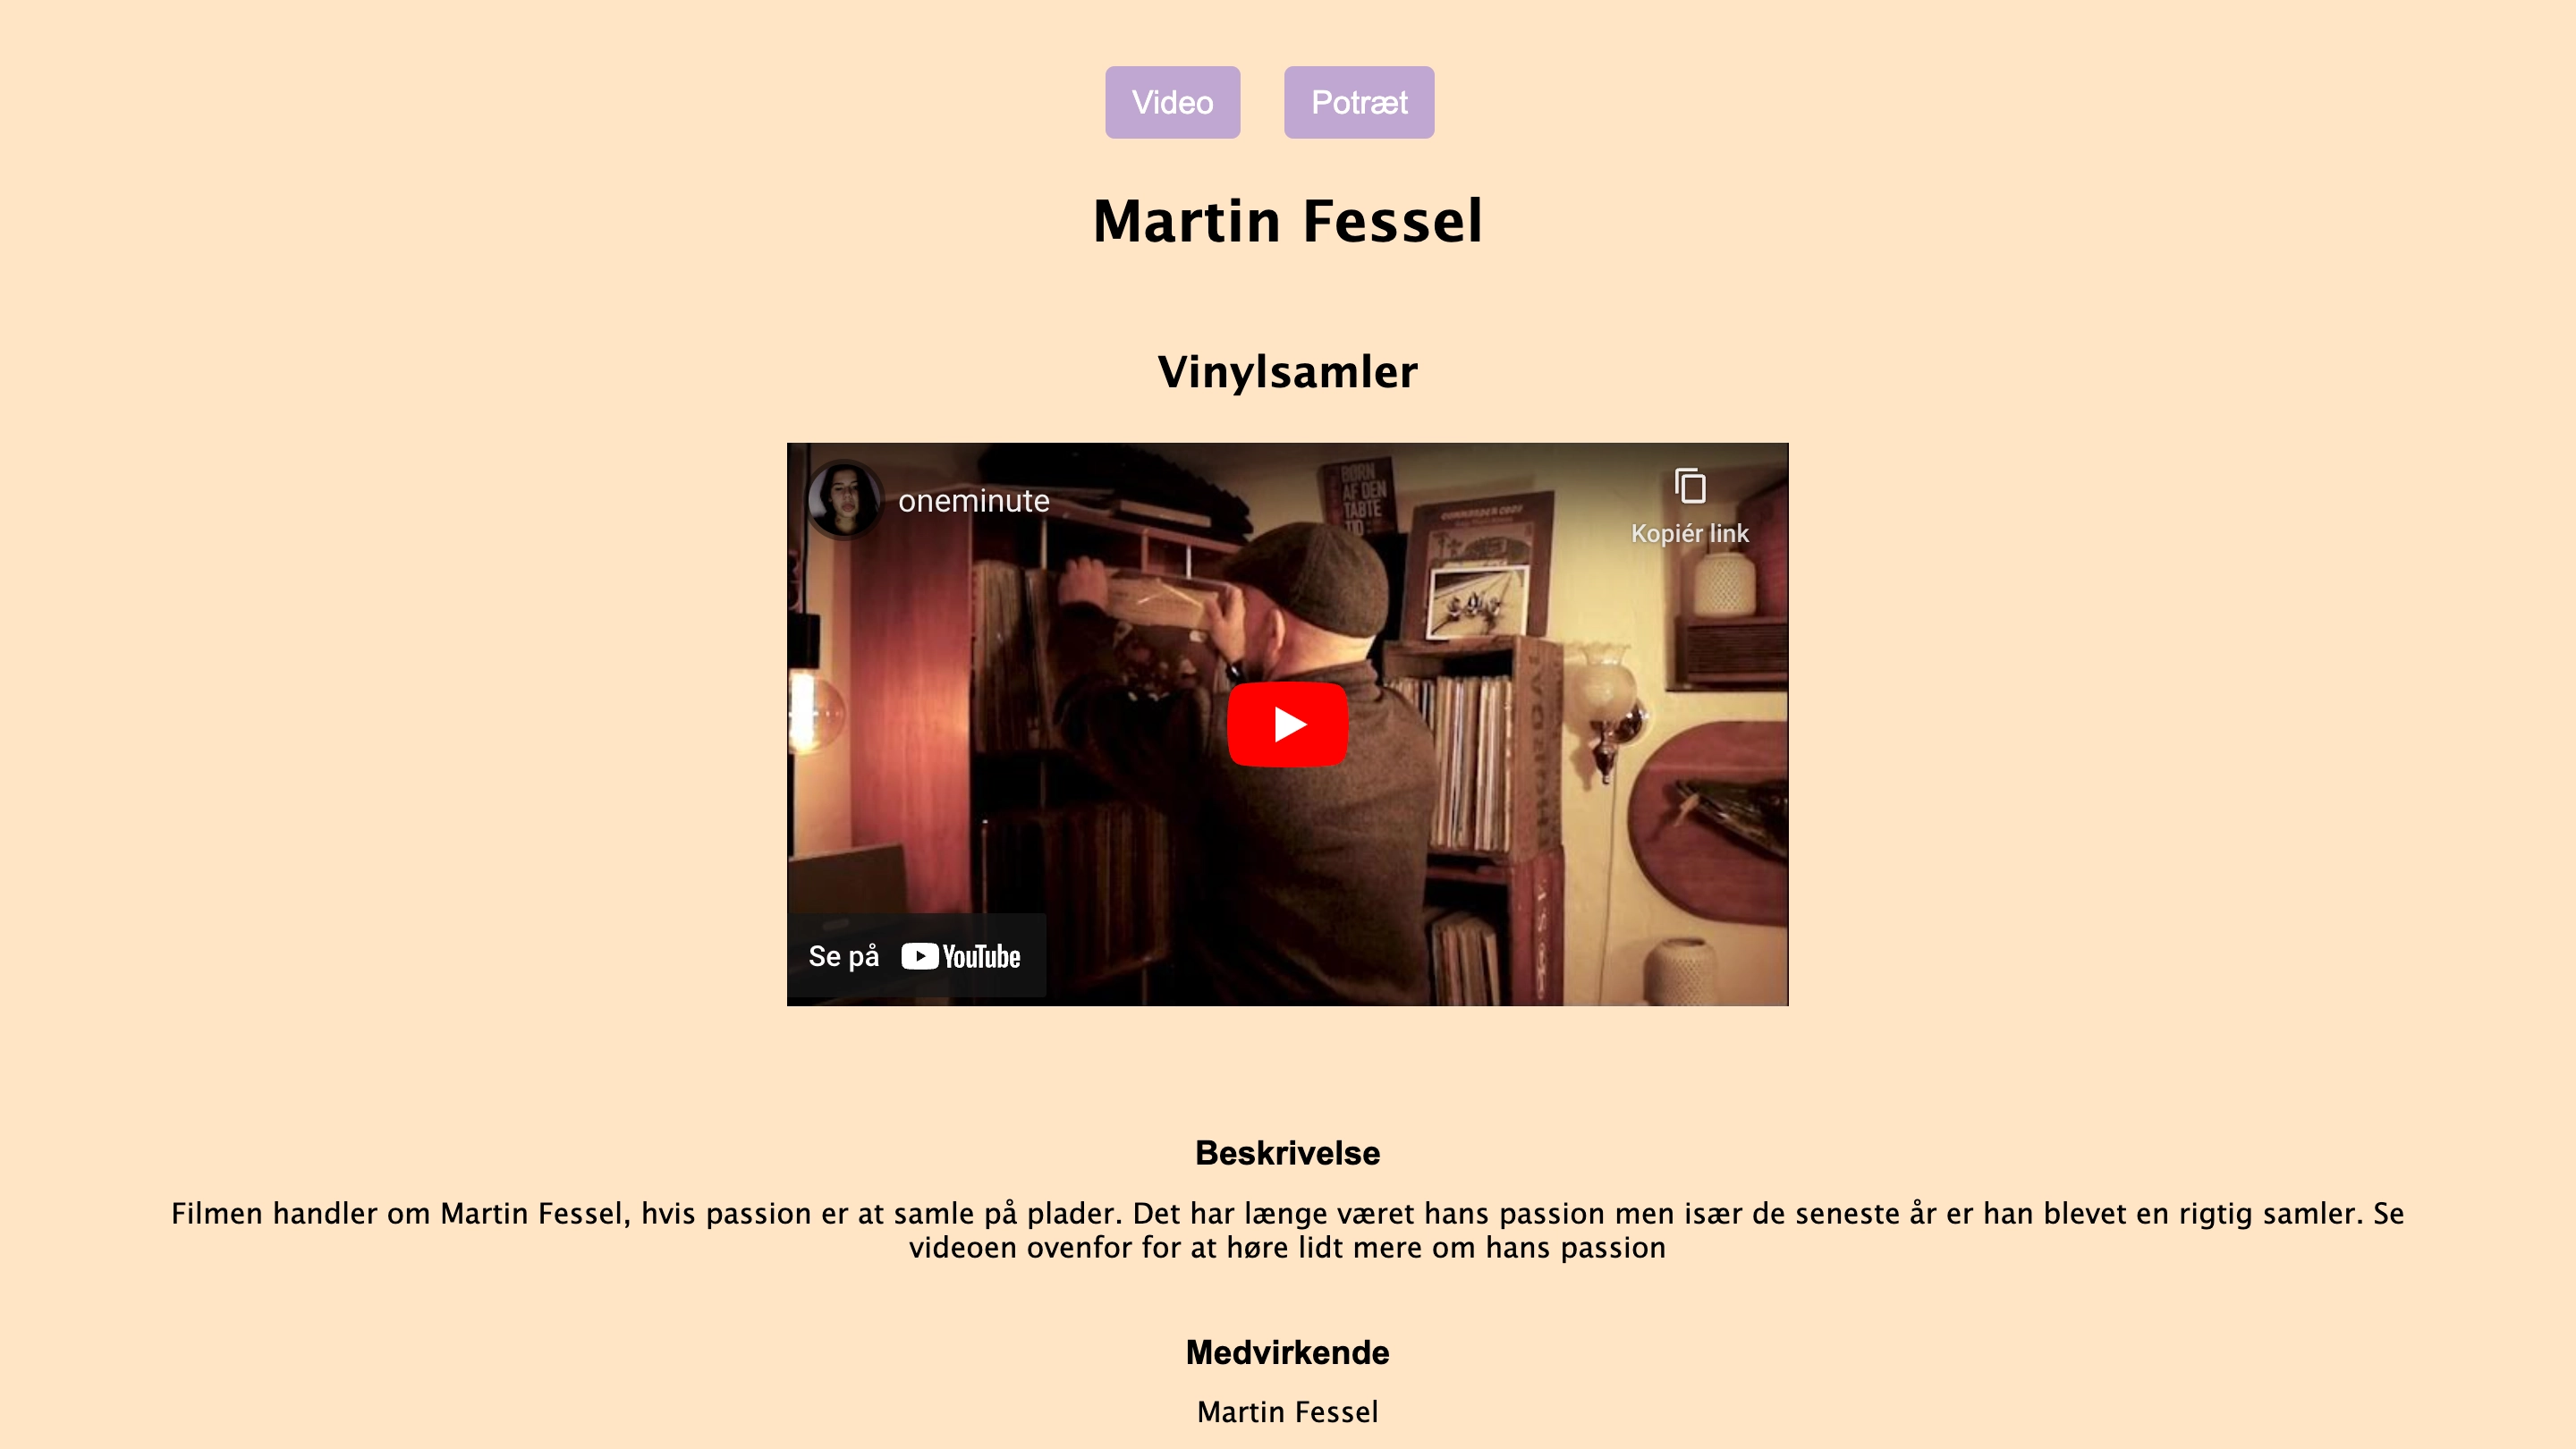 Video
Potræt
Martin Fessel
Vinylsamler
oneminute
Kopiér link
BØRN
AF DEN
TABTE
TID
COMMANDER CODY
Se på YouTube
Beskrivelse
Filmen handler om Martin Fessel, hvis passion er at samle på plader. Det har længe været hans passion men især de seneste år er han blevet en rigtig samler. Se
videoen ovenfor for at høre lidt mere om hans passion
Medvirkende
Martin Fessel